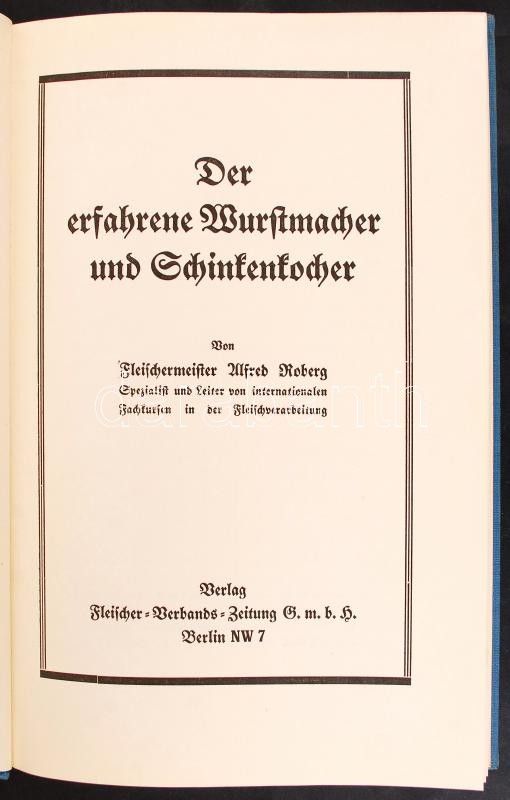 Der
erfahrene Wurstmacher
und Schinkenkocher
Von
Fleischermeister Alfred Roberg
Spezialist und Leiter von internationalen
Fachkursen in der Fleischverarbeitung
darabanth
Verlag
Fleischer-Verbands-Zeitung G. m. b. H.
Berlin NW 7